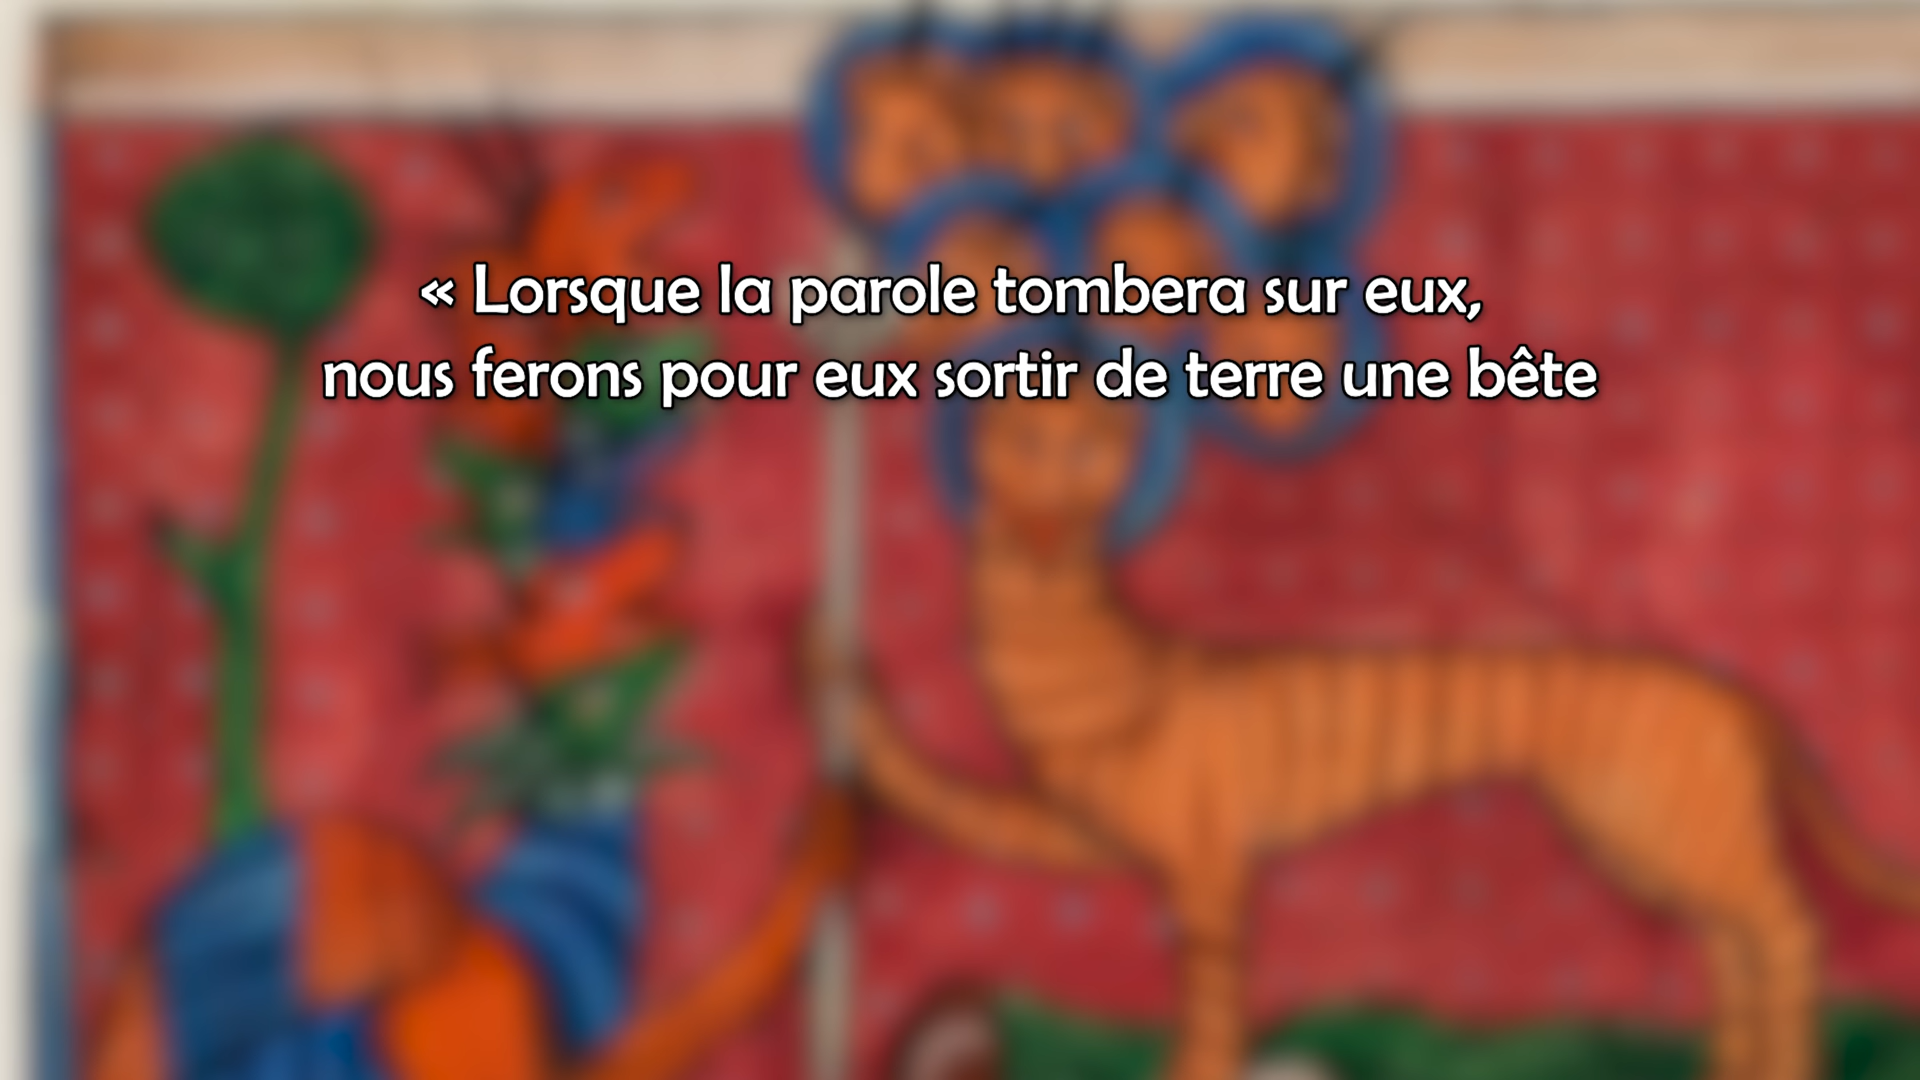 « Lorsque la parole tombera sur eux,
nous ferons pour eux sortir de terre une bête